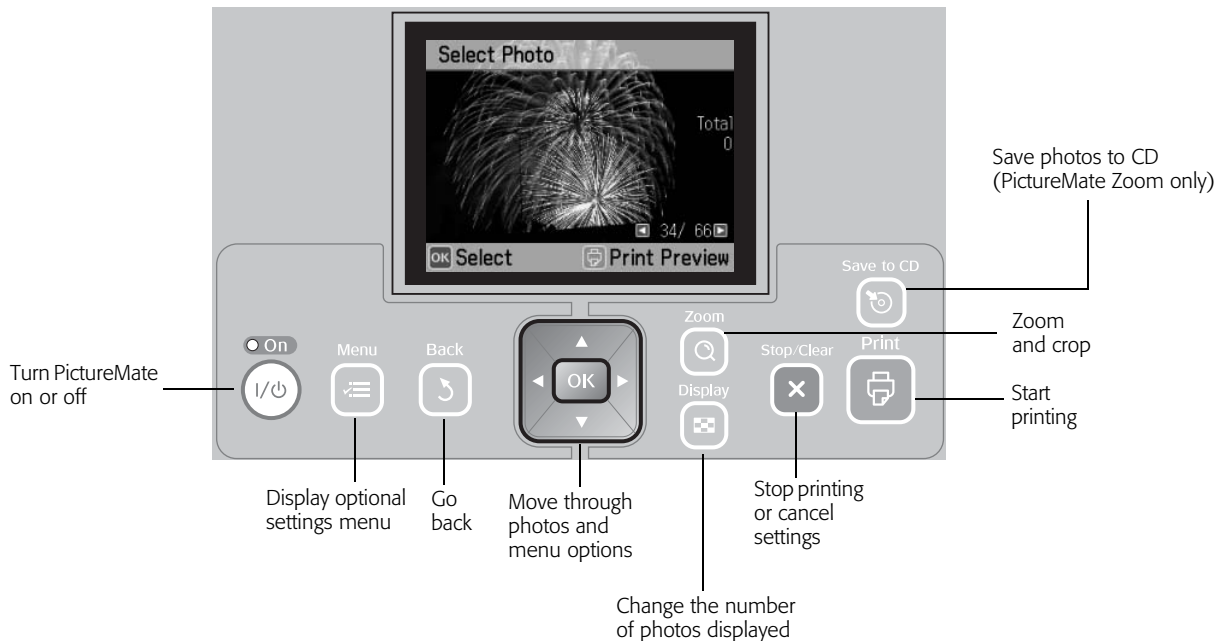 Select Photo
Total
0
34/ 66
OK Select
Print Preview
Save photos to CD
(PictureMate Zoom only)
Save to CD
Zoom
Zoom
and crop
On
Menu
Back
Stop/Clear
Print
Turn PictureMate
on or off
OK
Display
Start
printing
Display optional
settings menu
Go
back
Move through
photos and
menu options
Stop printing
or cancel
settings
Change the number
of photos displayed